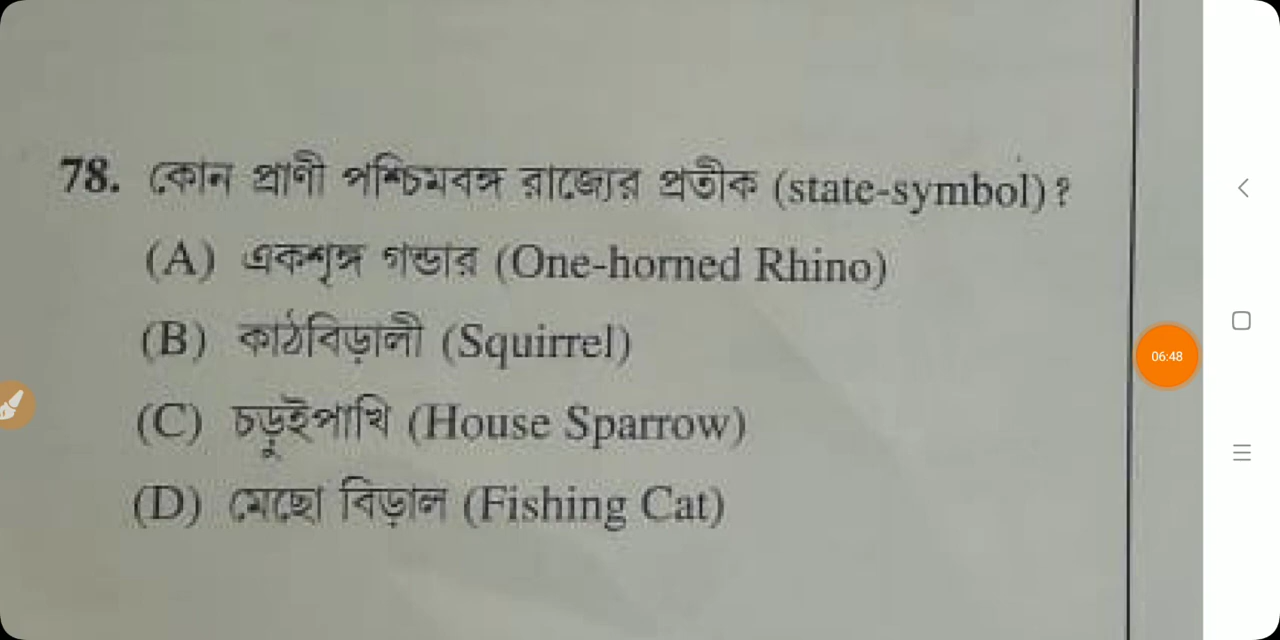 78. কোন প্রাণী পশ্চিমবঙ্গ রাজ্যের প্রতীক (state-symbol) ?
(A) একশৃঙ্গ গন্ডার (One-horned Rhino)
(B) কাঠবিড়ালী (Squirrel)
(C) চড়ুইপাখি (House Sparrow)
(D) মেছো বিড়াল (Fishing Cat)
06:48